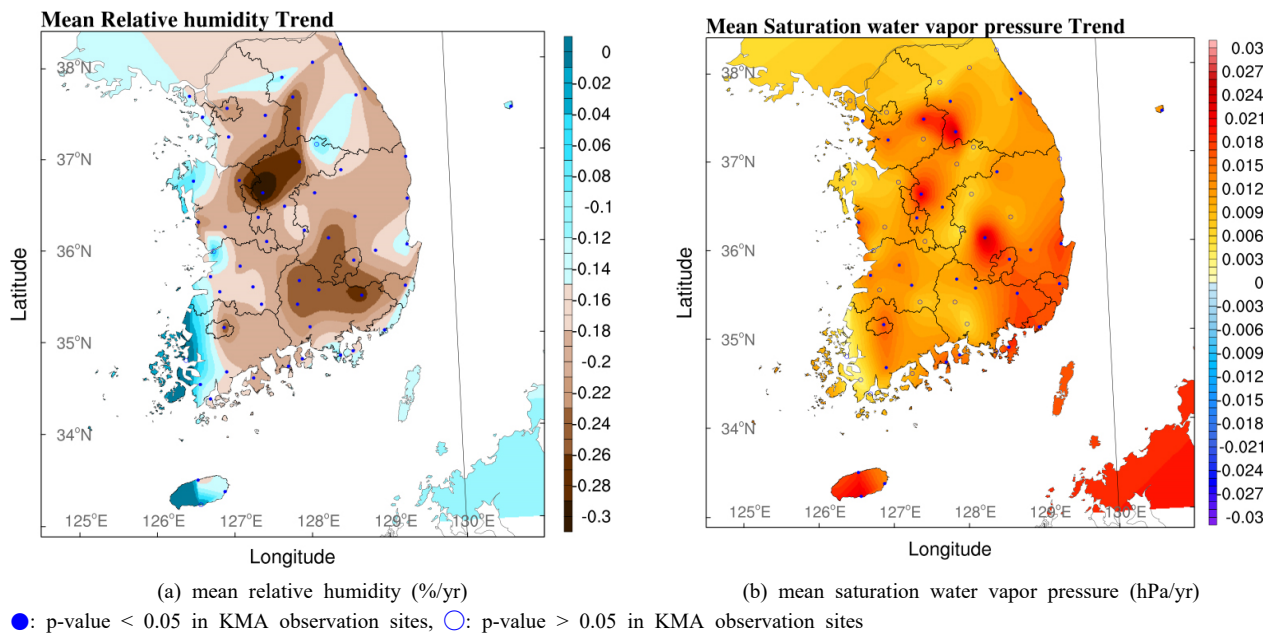 Mean Relative humidity Trend
38°N
37°N
36°N
35°N
34°N
125°E 126°E 127°E 128°E 129°E 130°E
Latitude
Longitude
0
-0.02
-0.04
-0.06
-0.08
-0.1
-0.12
-0.14
-0.16
-0.18
-0.2
-0.22
-0.24
-0.26
-0.28
-0.3
(a) mean relative humidity (%/yr)
Mean Saturation water vapor pressure Trend
38°N
37°N
36°N
35°N
34°N
125°E 126°E 127°E 128°E 129°E 130°E
Latitude
Longitude
0.03
0.027
0.024
0.021
0.018
0.015
0.012
0.009
0.006
0.003
0
-0.003
-0.006
-0.009
-0.012
-0.015
-0.018
-0.021
-0.024
-0.027
-0.03
(b) mean saturation water vapor pressure (hPa/yr)
●: p-value < 0.05 in KMA observation sites, ○: p-value > 0.05 in KMA observation sites